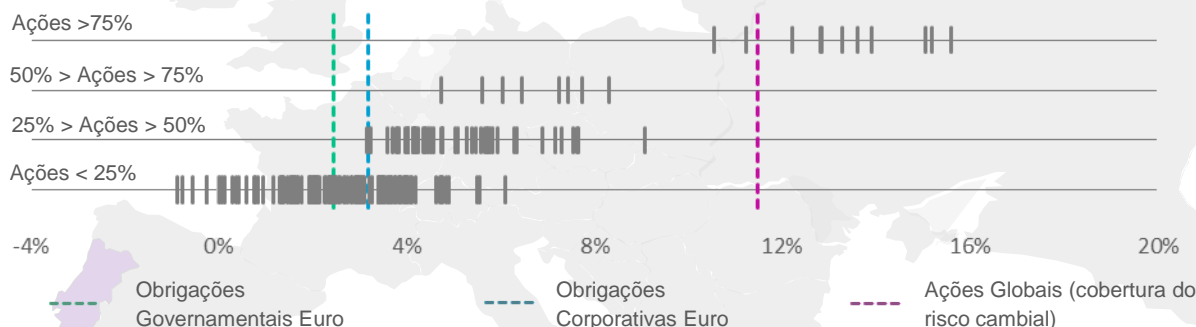 Ações >75%
50% > Ações > 75%
25% > Ações > 50%
Ações < 25%
-4% 0% 4% 8% 12% 16% 20%
Obrigações
Governamentais Euro
Obrigações
Corporativas Euro
Ações Globais (cobertura do
risco cambial)